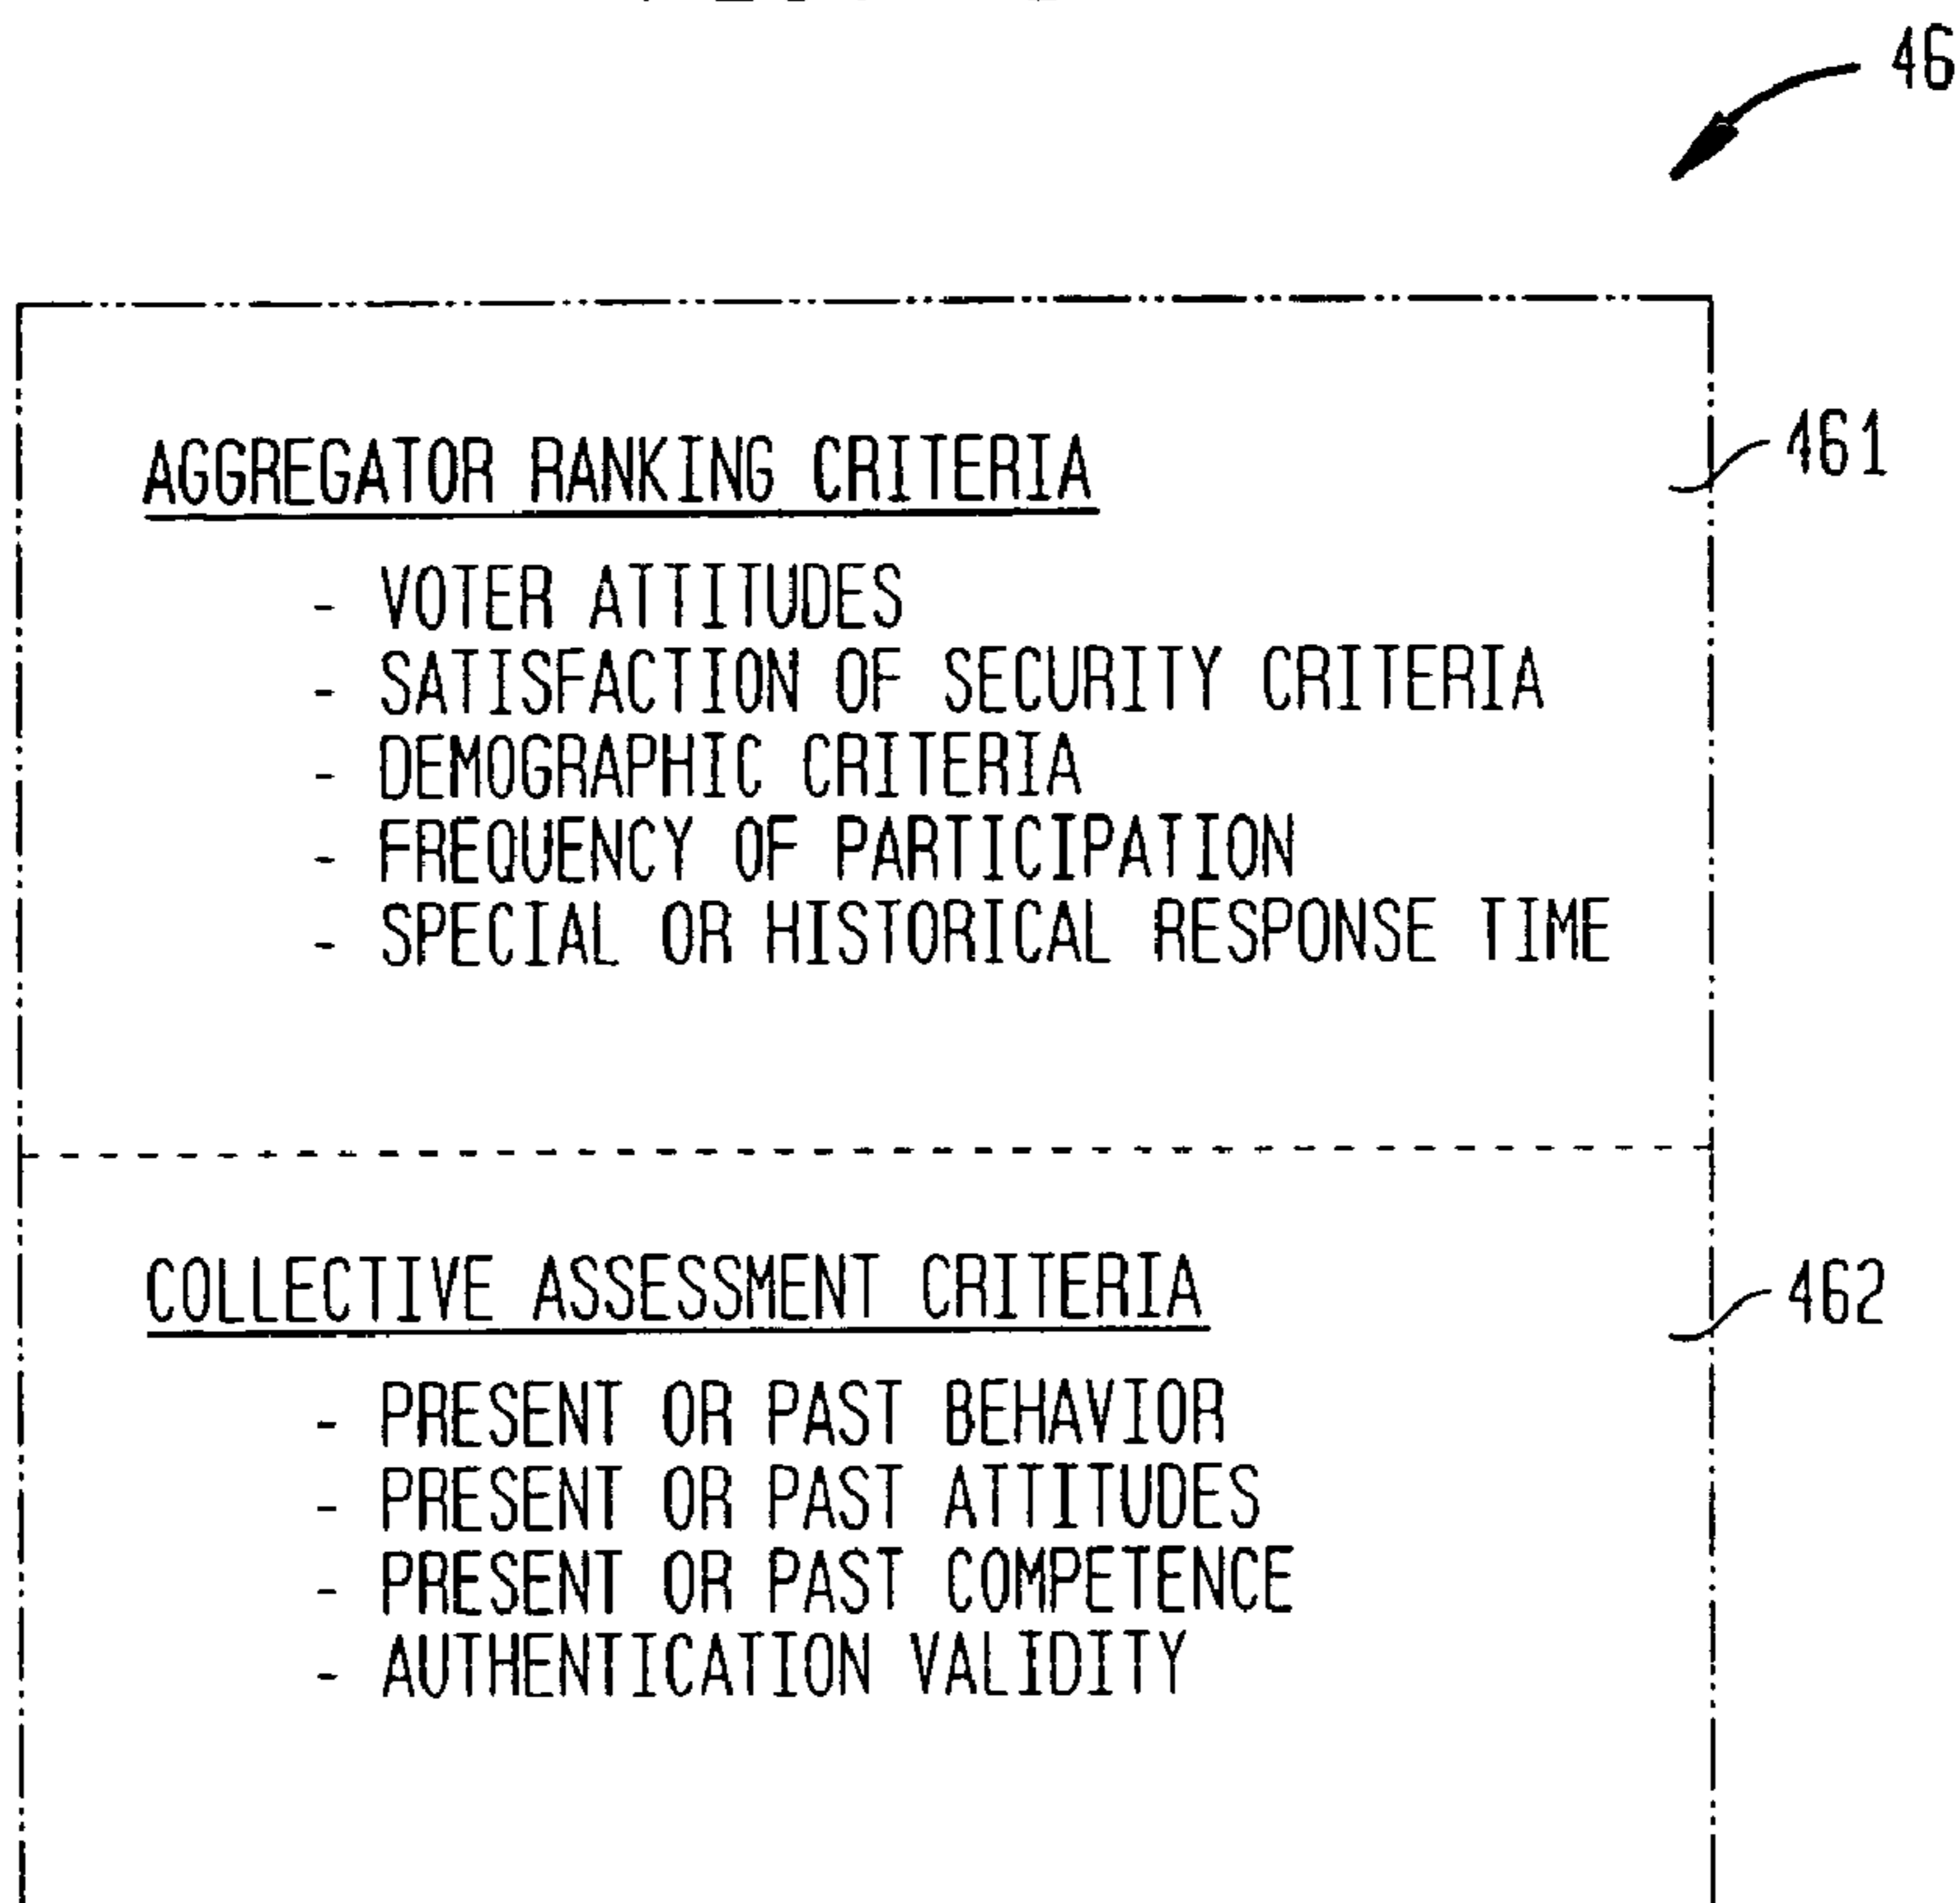 46
AGGREGATOR RANKING CRITERIA
461
- VOTER ATTITUDES
- SATISFACTION OF SECURITY CRITERIA
- DEMOGRAPHIC CRITERIA
- FREQUENCY OF PARTICIPATION
- SPECIAL OR HISTORICAL RESPONSE TIME
COLLECTIVE ASSESSMENT CRITERIA
462
- PRESENT OR PAST BEHAVIOR
- PRESENT OR PAST ATTITUDES
- PRESENT OR PAST COMPETENCE
- AUTHENTICATION VALIDITY